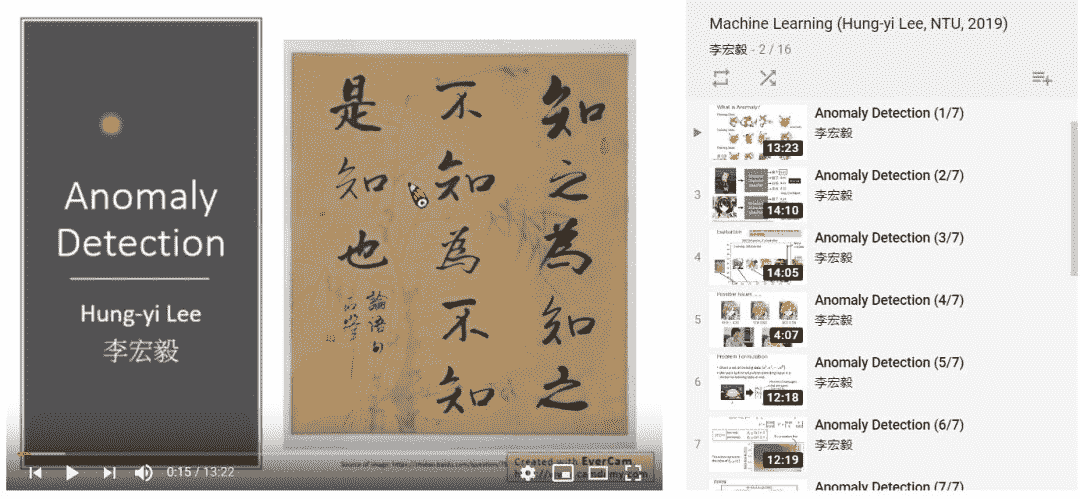 Anomaly
Detection
Hung-yi Lee
李宏毅
知之為知之
不知為不知
是知也
論語句
Created with EverCam
0:15 / 13:22
Machine Learning (Hung-yi Lee, NTU, 2019)
李宏毅 - 2 / 16
What is Anomaly?
13:23
Anomaly Detection (1/7)
李宏毅
3
14:10
Anomaly Detection (2/7)
李宏毅
4
14:05
Anomaly Detection (3/7)
李宏毅
5
4:07
Anomaly Detection (4/7)
李宏毅
6
Problem Formulation
12:18
Anomaly Detection (5/7)
李宏毅
7
12:19
Anomaly Detection (6/7)
李宏毅
Anomaly Detection (7/7)